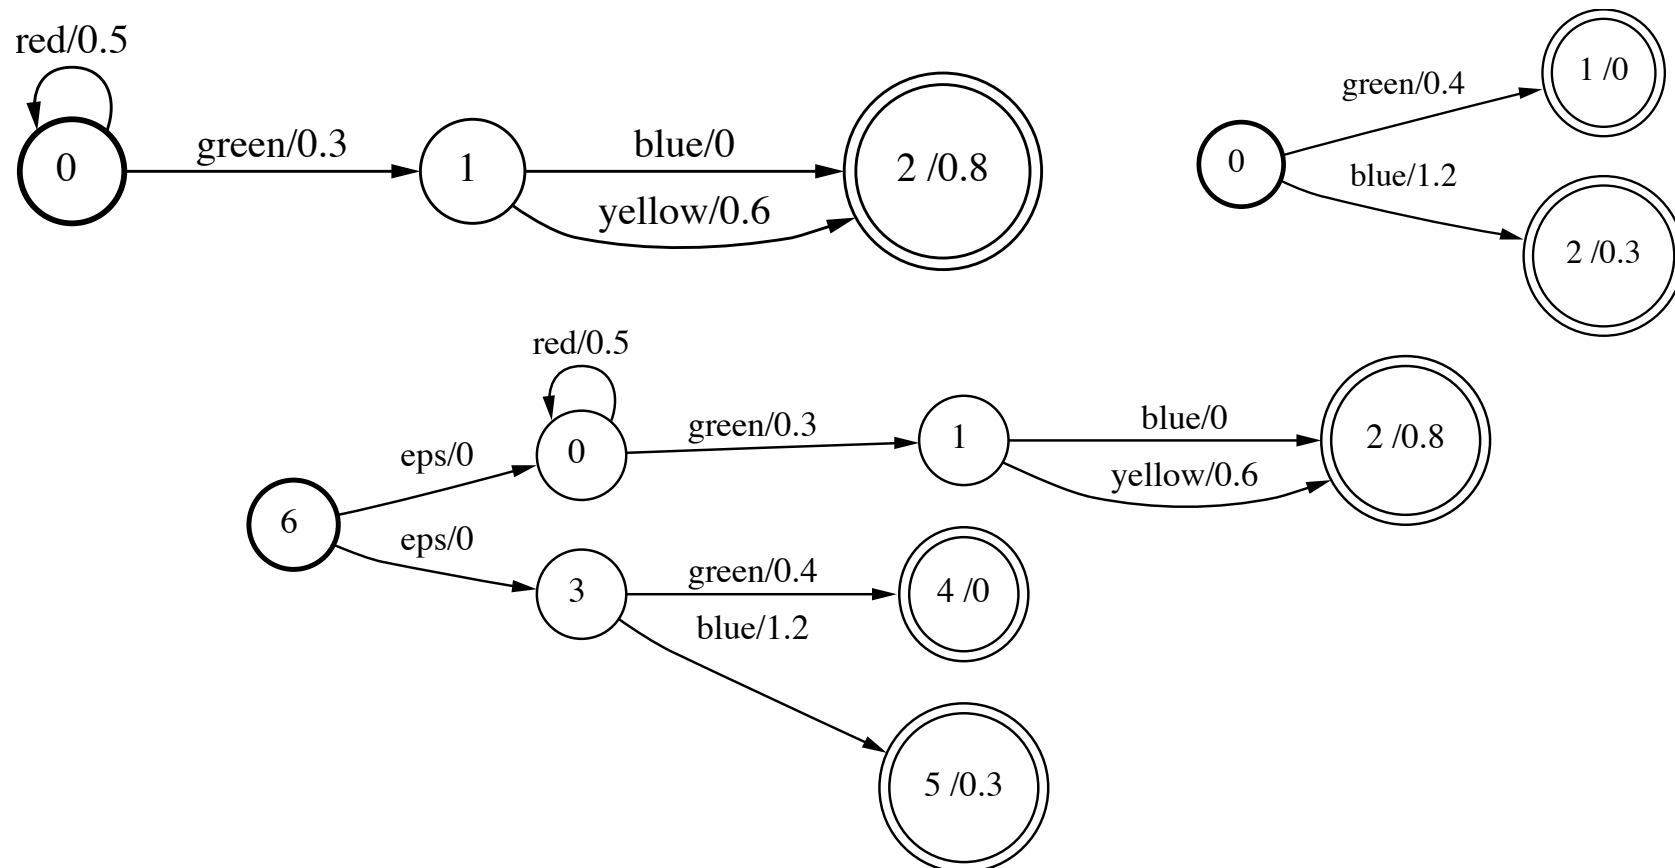 red/0.5
0
green/0.3
1
blue/0
yellow/0.6
2 /0.8
0
green/0.4
1 /0
blue/1.2
2 /0.3
6
eps/0
eps/0
red/0.5
0
green/0.3
1
blue/0
yellow/0.6
2 /0.8
3
green/0.4
4 /0
blue/1.2
5 /0.3